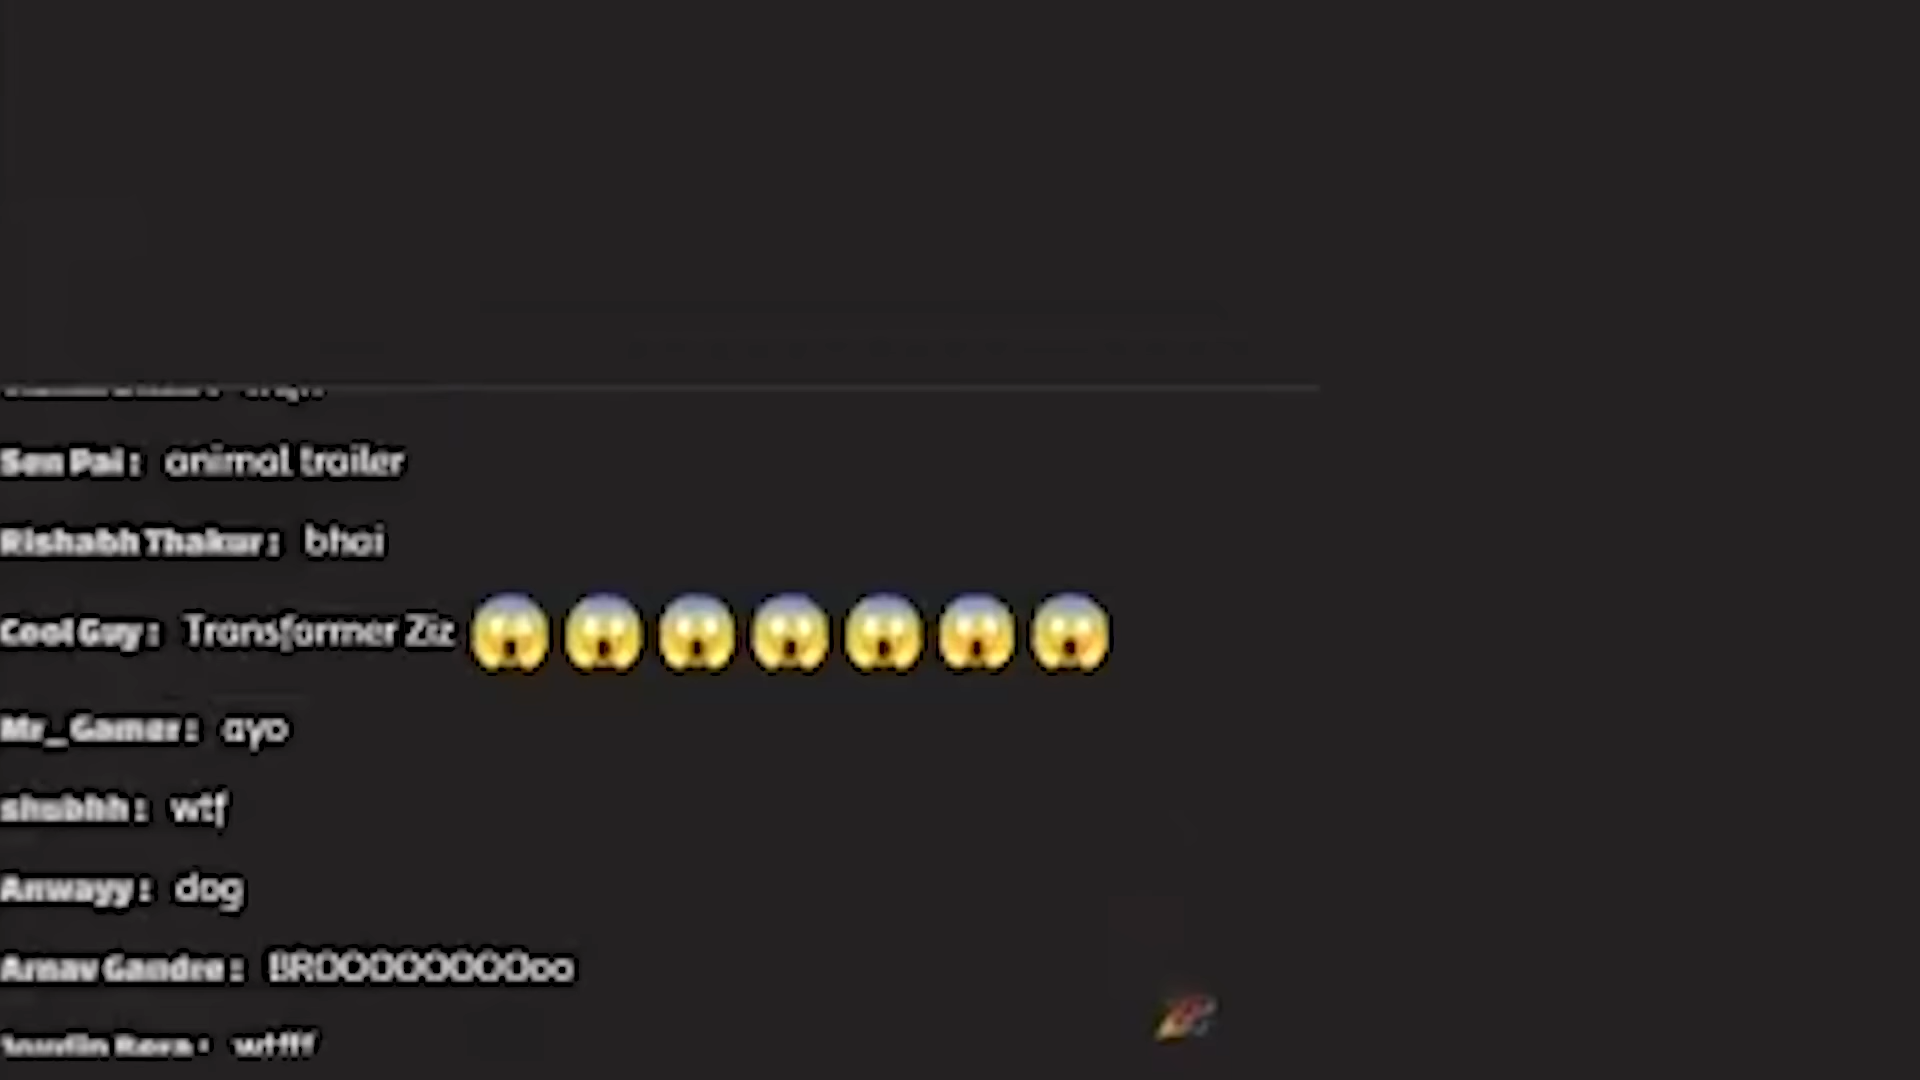 Sen Pai: animal trailer
Rishabh Thakur: bhai
Cool Guy: Transformer Ziz 😱😱😱😱😱😱😱
Mr_Gamer: ayo
shubhh: wtf
Anwayy: dog
Arnav Gandre: BROOOOOOOOoo
wtfff